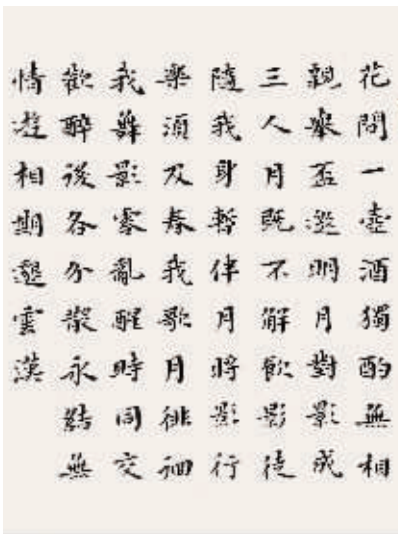 花間一壺酒獨酌無相
親舉盃邀明月對影成
三人月既不解飲影徒
隨我身暫伴月將影行
樂須及春我歌月徘徊
我舞影零亂醒時同交
歡醉後各分散永結無
情遊相期邈雲漢